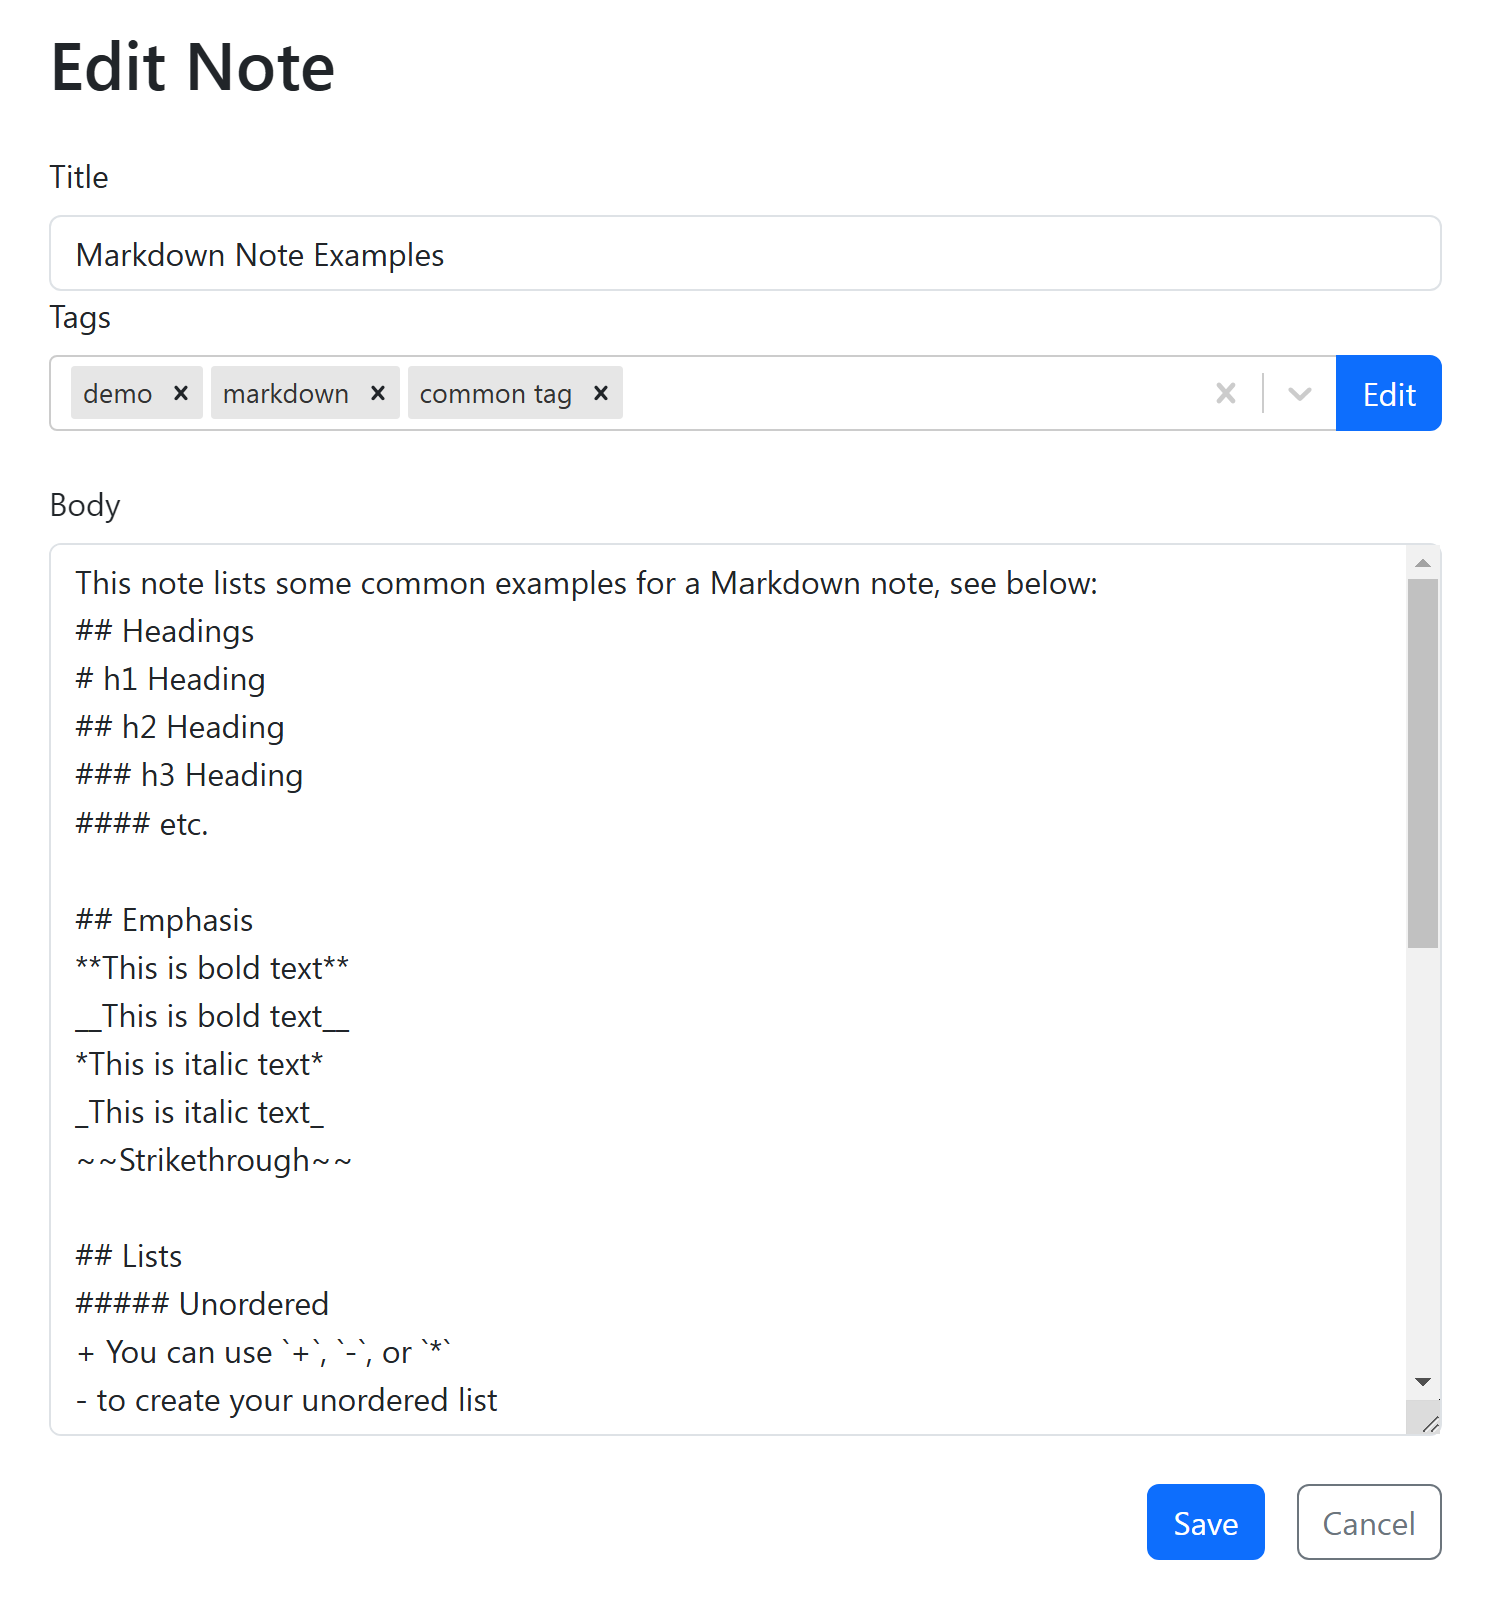 Edit Note
Title
Markdown Note Examples
Tags
demo markdown common tag Edit
Body
This note lists some common examples for a Markdown note, see below:
## Headings
# h1 Heading
## h2 Heading
### h3 Heading
#### etc.
## Emphasis
**This is bold text**
__This is bold text__
*This is italic text*
_This is italic text_
~~Strikethrough~~
## Lists
##### Unordered
+ You can use `+`, `-`, or `*`
- to create your unordered list
Save Cancel